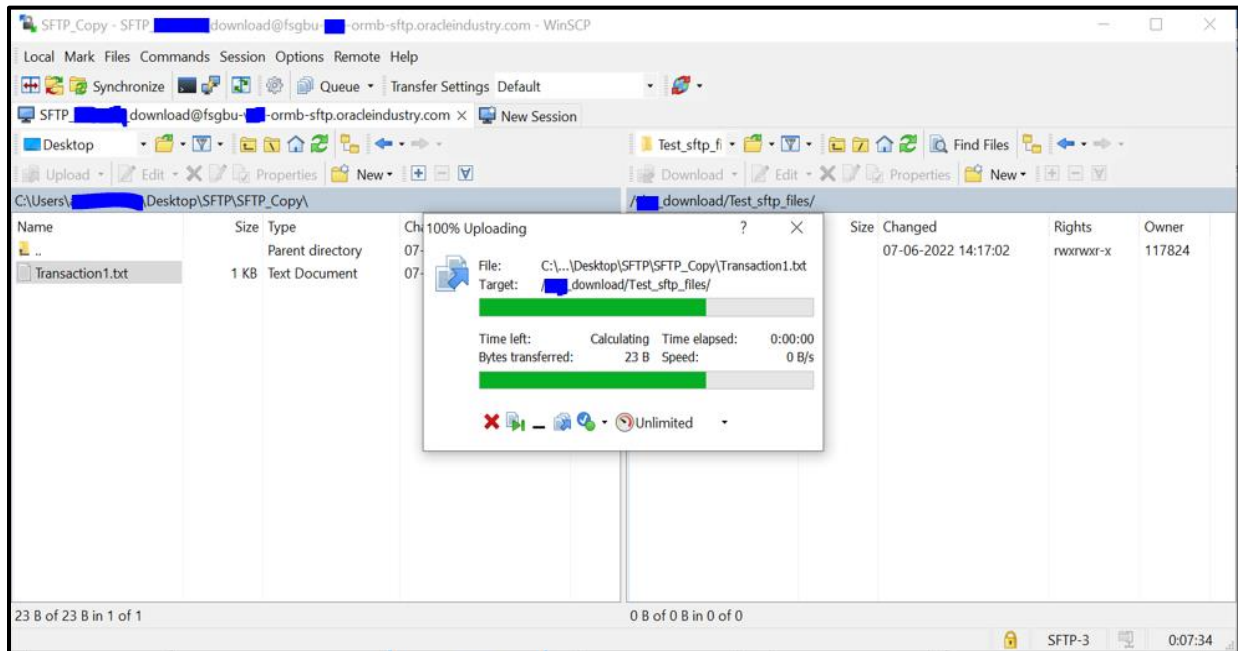 SFTP_Copy - SFTP_ download@fsgbu- -ormb-sftp.oracleindustry.com - WinSCP
Local Mark Files Commands Session Options Remote Help
Synchronize Queue Transfer Settings Default
SFTP_ _download@fsgbu- -ormb-sftp.oracleindustry.com × New Session
Desktop
Test_sftp_fi Find Files
Upload Edit Properties New
Download Edit Properties New
C:\Users\ \Desktop\SFTP\SFTP_Copy\
/ _download/Test_sftp_files/
Name Size Type
.. Parent directory 07-
Transaction1.txt 1 KB Text Document 07-
100% Uploading ? ×
File: C:\...\Desktop\SFTP\SFTP_Copy\Transaction1.txt
Target: / _download/Test_sftp_files/
Time left: Calculating Time elapsed: 0:00:00
Bytes transferred: 23 B Speed: 0 B/s
Unlimited
Size Changed Rights Owner
07-06-2022 14:17:02 rwxrwxr-x 117824
23 B of 23 B in 1 of 1
0 B of 0 B in 0 of 0
SFTP-3 0:07:34